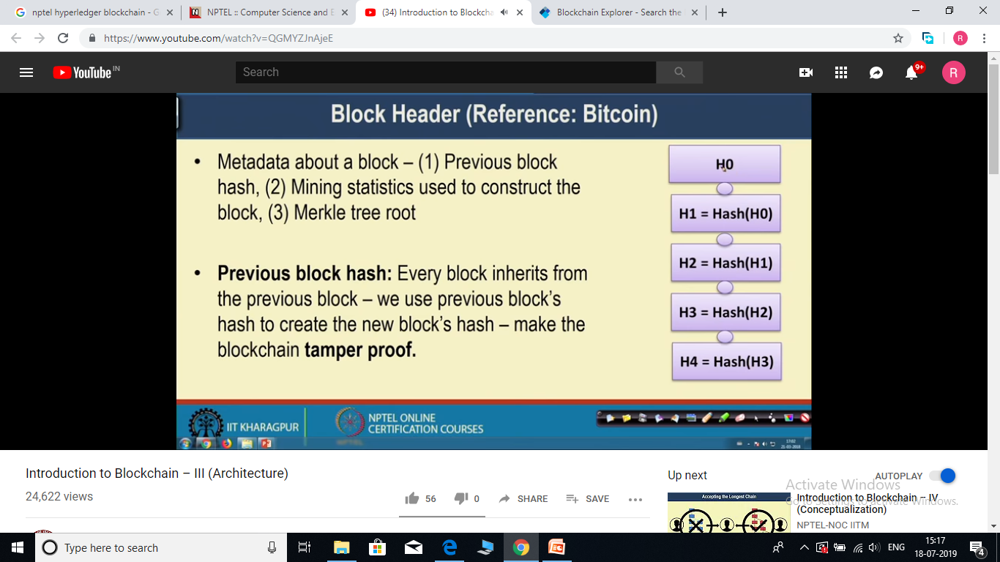 nptel hyperledger blockchain - G
NPTEL :: Computer Science and E
(34) Introduction to Blockcha
Blockchain Explorer - Search the
https://www.youtube.com/watch?v=QGMYZJnAjeE
R
YouTube IN
Search
9+
R
Block Header (Reference: Bitcoin)
• Metadata about a block – (1) Previous block
hash, (2) Mining statistics used to construct the
block, (3) Merkle tree root
• Previous block hash: Every block inherits from
the previous block – we use previous block's
hash to create the new block's hash – make the
blockchain tamper proof.
H0
H1 = Hash(H0)
H2 = Hash(H1)
H3 = Hash(H2)
H4 = Hash(H3)
IIT KHARAGPUR
NPTEL ONLINE
CERTIFICATION COURSES
17:02
21-03-2018
Introduction to Blockchain – III (Architecture)
24,622 views
56
0
SHARE
SAVE
Up next
AUTOPLAY
Activate Windows
Go to Settings to activate Windows.
Accepting the Longest Chain
Introduction to Blockchain – IV
(Conceptualization)
NPTEL-NOC IITM
Type here to search
ENG
15:17
18-07-2019
4